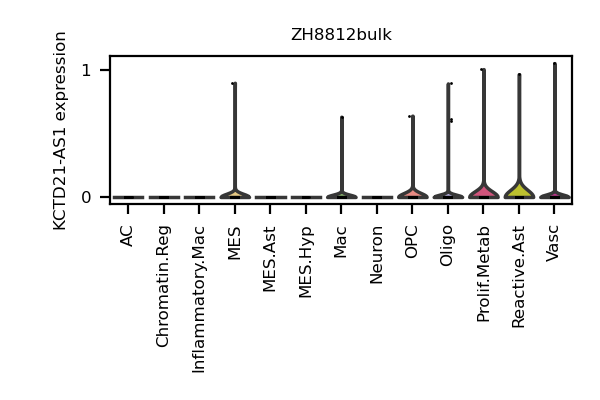 ZH8812bulk
KCTD21-AS1 expression
1
0
AC
Chromatin.Reg
Inflammatory.Mac
MES
MES.Ast
MES.Hyp
Mac
Neuron
OPC
Oligo
Prolif.Metab
Reactive.Ast
Vasc